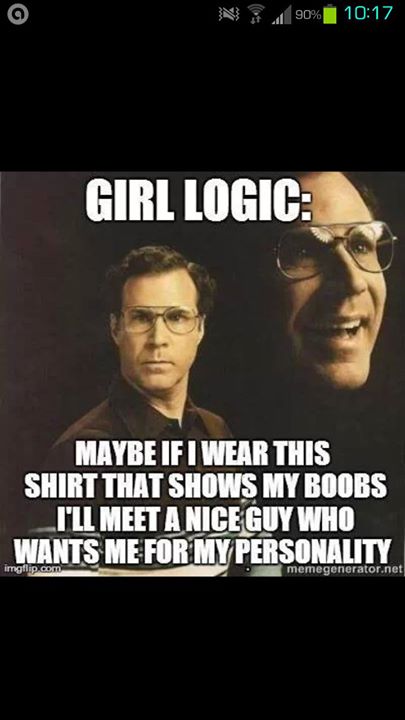 90% 10:17
GIRL LOGIC:
MAYBE IF I WEAR THIS
SHIRT THAT SHOWS MY BOOBS
I'LL MEET A NICE GUY WHO
WANTS ME FOR MY PERSONALITY
imgflip.com memegenerator.net